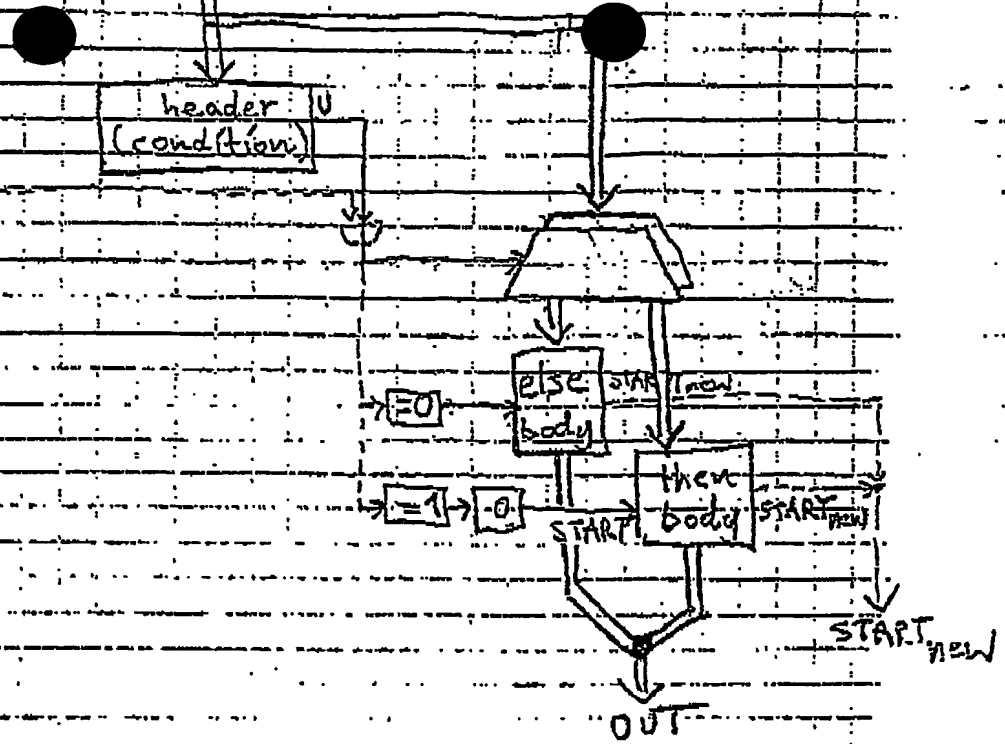 header U
(condition)
else START new
body
=0
then
=1 0 body START new
START
START new
OUT